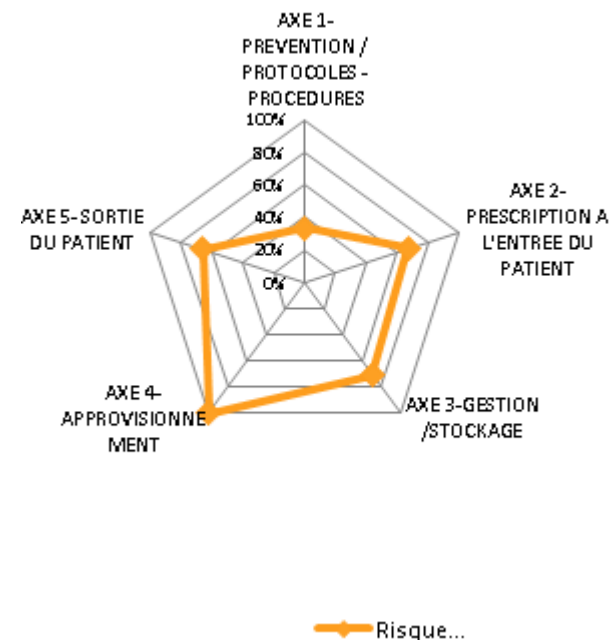 AXE 1-
PREVENTION /
PROTOCOLES -
PROCEDURES
100%
80%
60%
40%
20%
0%
AXE 2-
PRESCRIPTION A
L'ENTREE DU
PATIENT
AXE 3-GESTION
/STOCKAGE
AXE 4-
APPROVISIONNE
MENT
AXE 5-SORTIE
DU PATIENT
Risque...